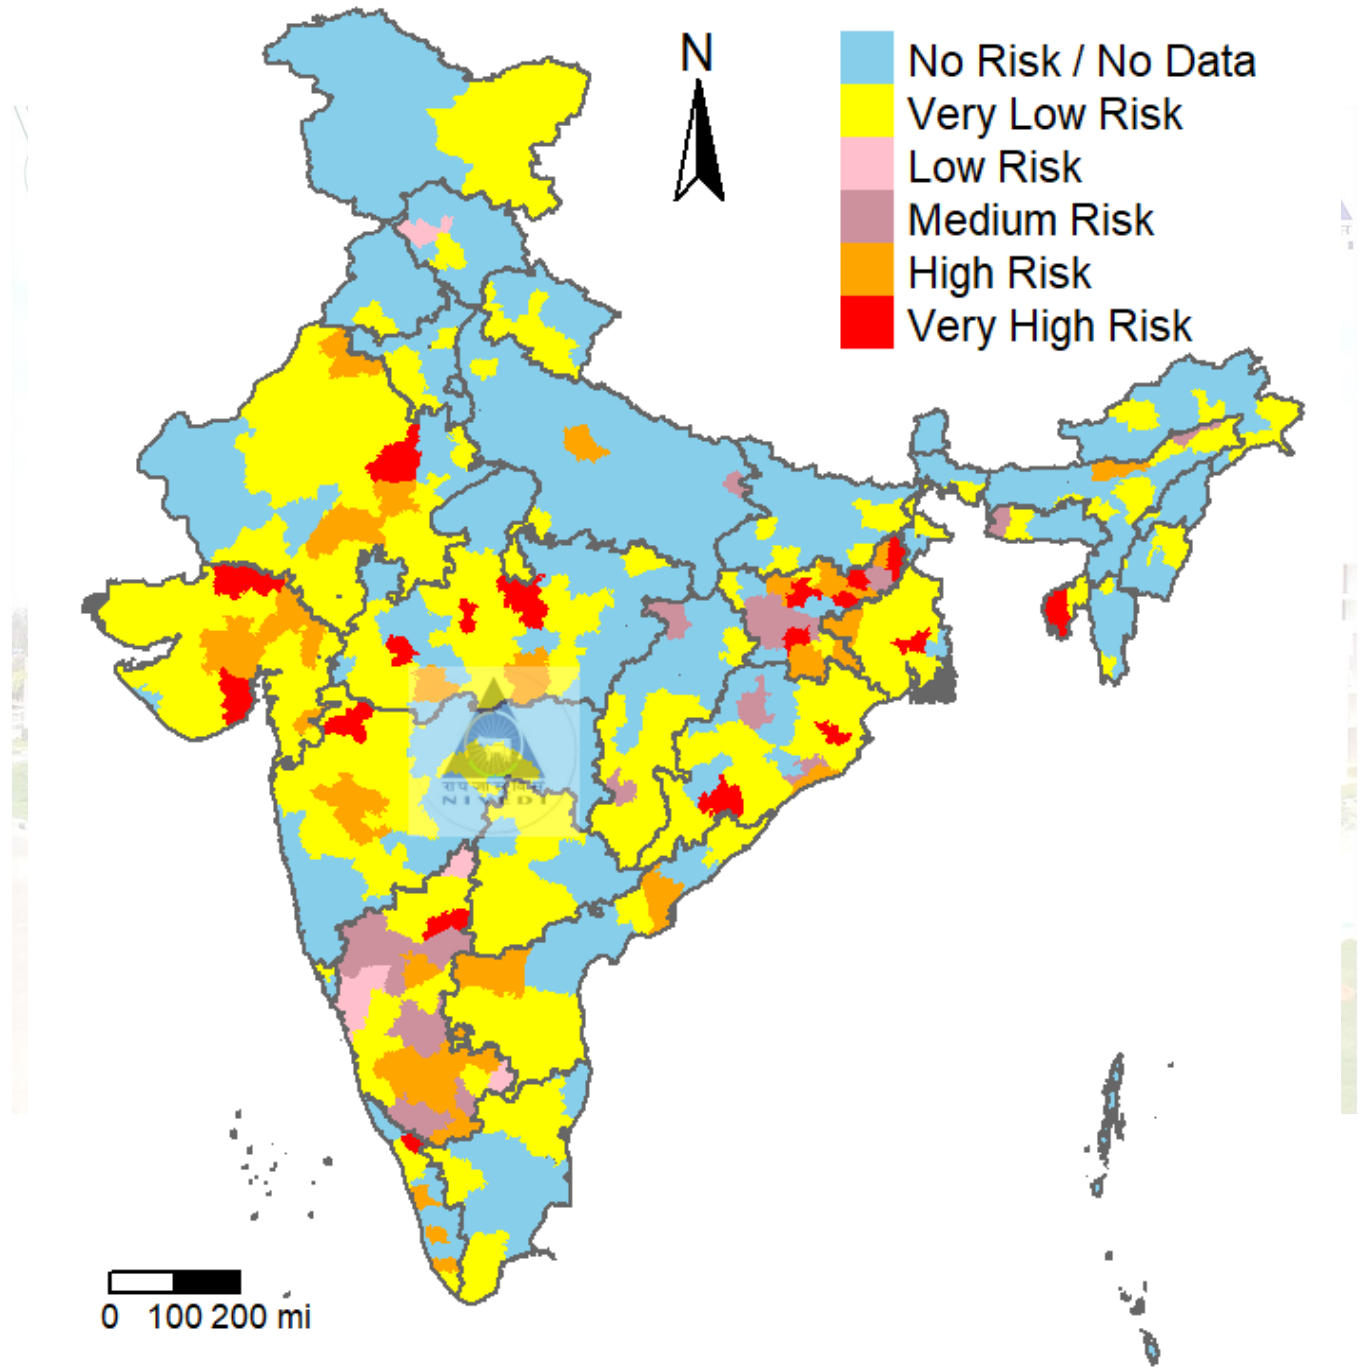 N
No Risk / No Data
Very Low Risk
Low Risk
Medium Risk
High Risk
Very High Risk
NIVEDI
0 100 200 mi